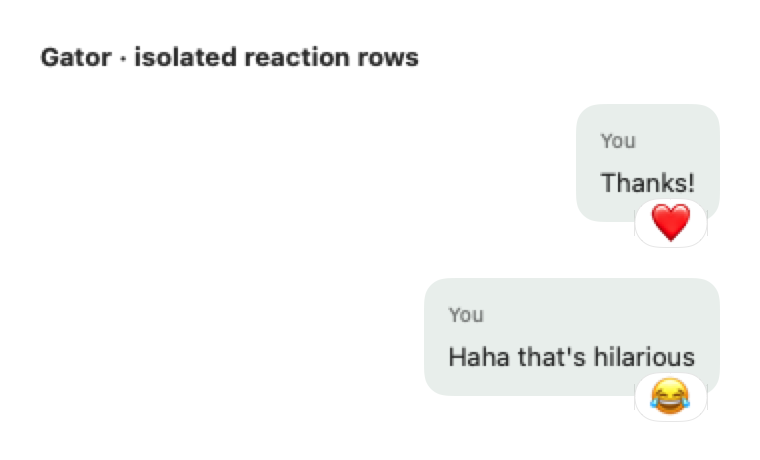 Gator · isolated reaction rows
You
Thanks!
❤️
You
Haha that's hilarious
😂